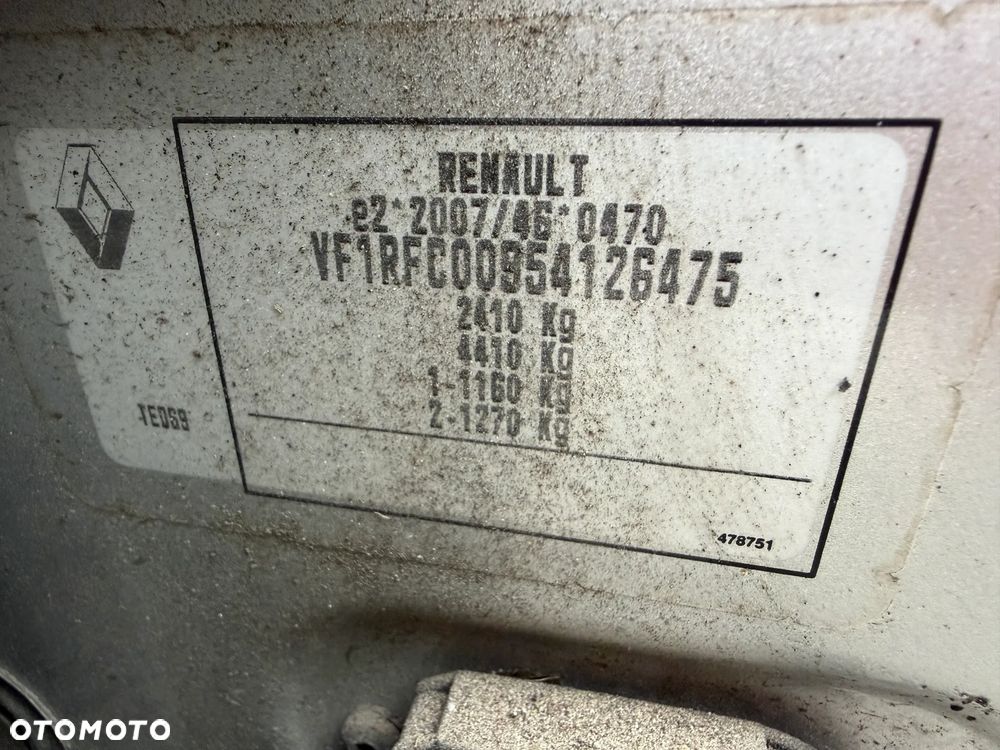 RENAULT
e2*2007/46*0470
VF1RFC00954126475
2410 Kg
4410 Kg
1-1160 Kg
2-1270 Kg
TED69
478751
OTOMOTO